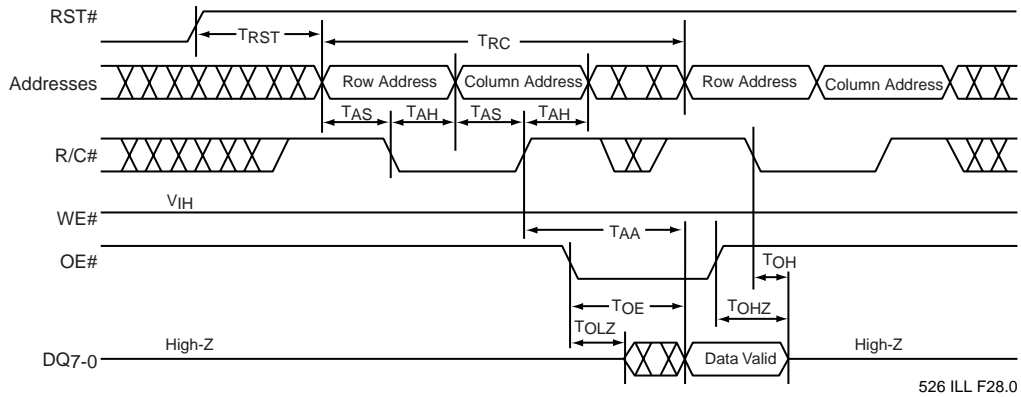 RST#
TRST
TRC
Addresses
Row Address
Column Address
Row Address
Column Address
TAS
TAH
TAS
TAH
R/C#
VIH
WE#
TAA
OE#
TOH
TOE
TOHZ
TOLZ
High-Z
Data Valid
High-Z
DQ7-0
526 ILL F28.0